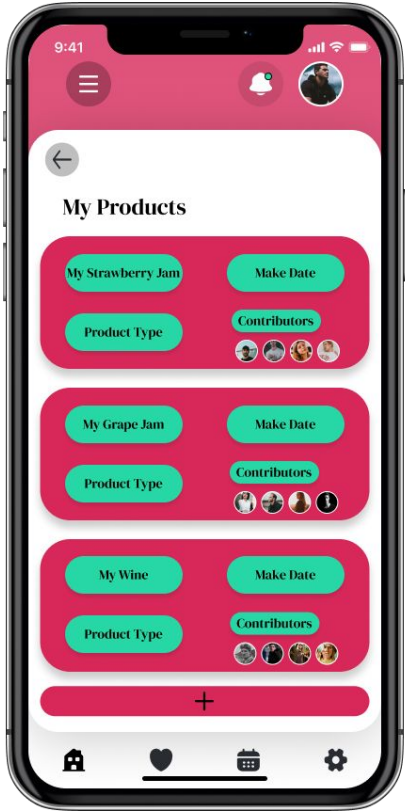 9:41
My Products
My Strawberry Jam
Make Date
Product Type
Contributors
My Grape Jam
Make Date
Product Type
Contributors
My Wine
Make Date
Product Type
Contributors
+